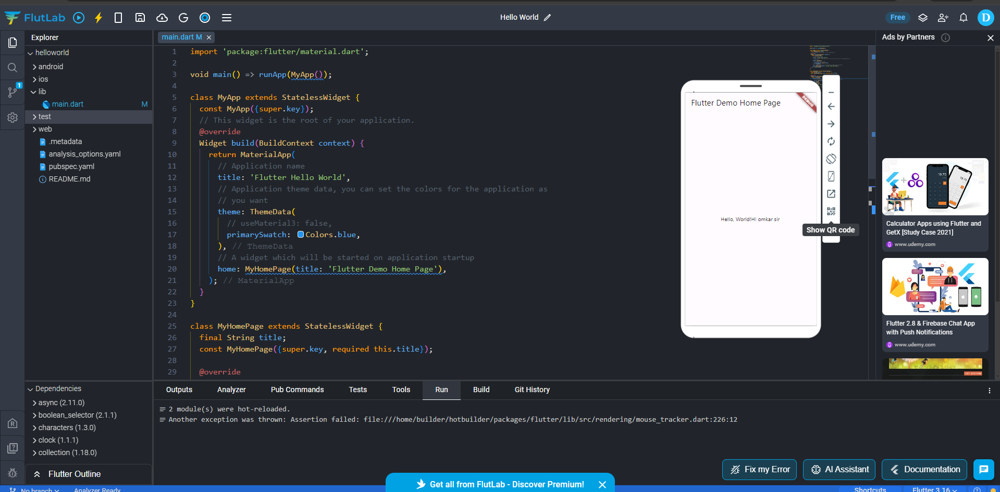 FlutLab
Hello World
Free
D
Explorer
main.dart M
Ads by Partners
helloworld
android
ios
lib
main.dart M
test
web
.metadata
analysis_options.yaml
pubspec.yaml
README.md
1
1 import 'package:flutter/material.dart';
2
3 void main() => runApp(MyApp());
4
5 class MyApp extends StatelessWidget {
6 const MyApp({super.key});
7 // This widget is the root of your application.
8 @override
9 Widget build(BuildContext context) {
10 return MaterialApp(
11 // Application name
12 title: 'Flutter Hello World',
13 // Application theme data, you can set the colors for the application as
14 // you want
15 theme: ThemeData(
16 // useMaterial3: false,
17 primarySwatch: Colors.blue,
18 ), // ThemeData
19 // A widget which will be started on application startup
20 home: MyHomePage(title: 'Flutter Demo Home Page'),
21 ); // MaterialApp
22 }
23 }
24
25 class MyHomePage extends StatelessWidget {
26 final String title;
27 const MyHomePage({super.key, required this.title});
28
29 @override
Flutter Demo Home Page
DEBUG
Hello, World!HI omkar sir
Show QR code
Calculator Apps using Flutter and
GetX [Study Case 2021]
www.udemy.com
Flutter 2.8 & Firebase Chat App
with Push Notifications
www.udemy.com
Dependencies
async (2.11.0)
boolean_selector (2.1.1)
characters (1.3.0)
clock (1.1.1)
collection (1.18.0)
Flutter Outline
Outputs Analyzer Pub Commands Tests Tools Run Build Git History
2 module(s) were hot-reloaded.
Another exception was thrown: Assertion failed: file:///home/builder/hotbuilder/packages/flutter/lib/src/rendering/mouse_tracker.dart:226:12
Fix my Error
AI Assistant
Documentation
Get all from FlutLab - Discover Premium!
No branch
Analyzer Ready
Shortcuts
Flutter 3.16